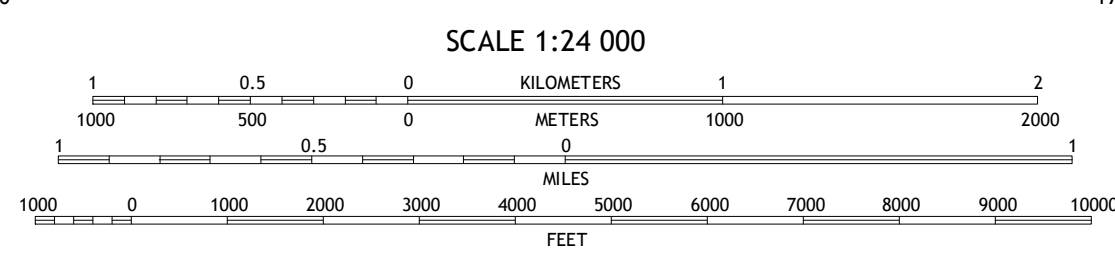 SCALE 1:24 000
1 0.5 0 KILOMETERS 1 2
1000 500 0 METERS 1000 2000
1 0.5 0 1
MILES
1000 0 1000 2000 3000 4000 5000 6000 7000 8000 9000 10000
FEET